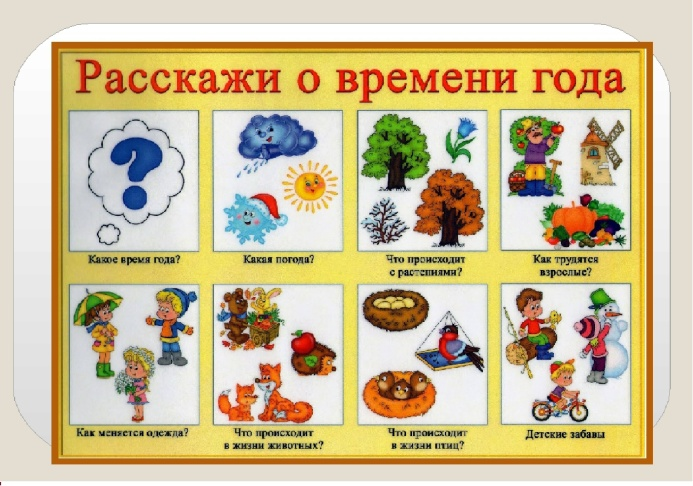 Расскажи о времени года
Какое время года?
Какая погода?
Что происходит
с растениями?
Как трудятся
взрослые?
Как меняется одежда?
Что происходит
в жизни животных?
Что происходит
в жизни птиц?
Детские забавы